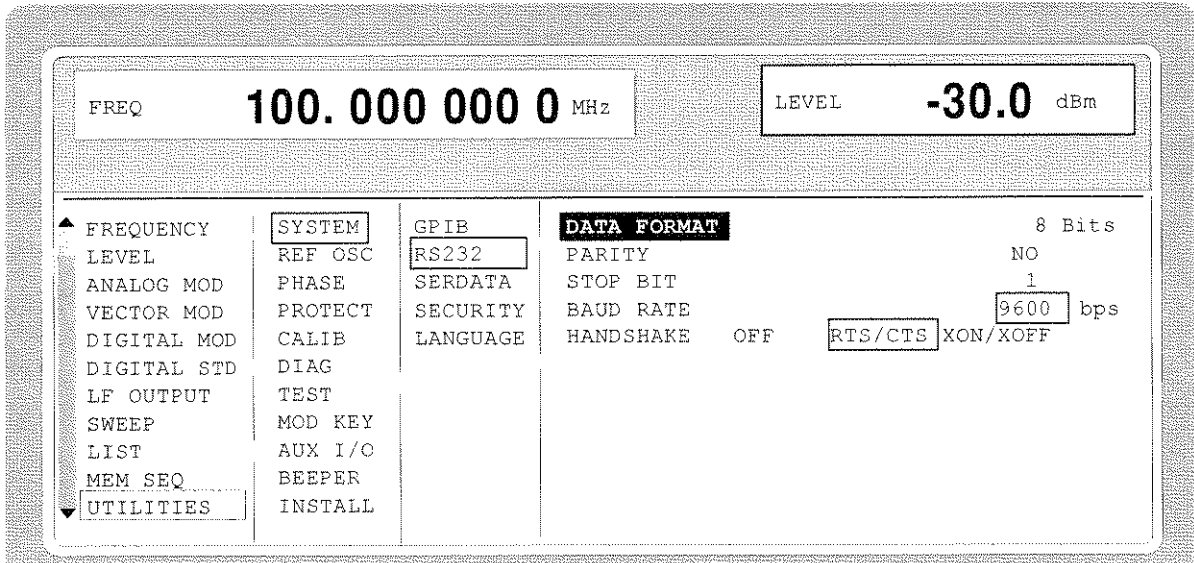 FREQ 100. 000 000 0 MHz LEVEL -30.0 dBm
FREQUENCY SYSTEM GPIB DATA FORMAT 8 Bits
LEVEL REF OSC RS232 PARITY NO
ANALOG MOD PHASE SERDATA STOP BIT 1
VECTOR MOD PROTECT SECURITY BAUD RATE 9600 bps
DIGITAL MOD CALIB LANGUAGE HANDSHAKE OFF RTS/CTS XON/XOFF
DIGITAL STD DIAG
LF OUTPUT TEST
SWEEP MOD KEY
LIST AUX I/O
MEM SEQ BEEPER
UTILITIES INSTALL